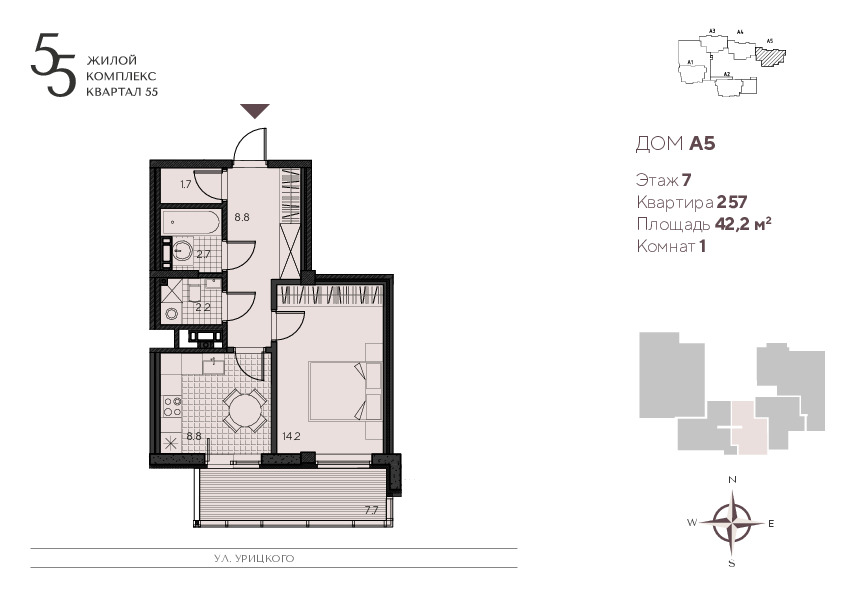 55
ЖИЛОЙ
КОМПЛЕКС
КВАРТАЛ 55
A3
A4
A5
A1
A2
ДОМ А5
Этаж 7
Квартира 257
Площадь 42,2 м²
Комнат 1
1.7
8.8
2.7
2.2
8.8
14.2
7.7
N
W
E
S
УЛ. УРИЦКОГО